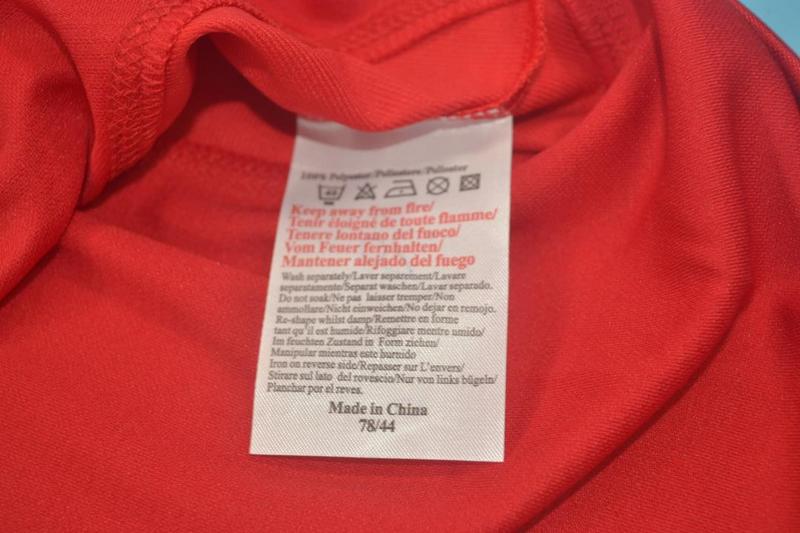 100% Polyester/Poliestere/Poliester
40
Keep away from fire/
Tenir éloigné de toute flamme/
Tenere lontano del fuoco/
Vom Feuer fernhalten/
Mantener alejado del fuego
Wash separately/Laver separement/Lavare
separatamente/Separat waschen/Lavar separado.
Do not soak/Ne pas laisser tremper/Non
ammollare/Nicht einweichen/No dejar en remojo.
Re-shape whilst damp/Remettre en forme
tant qu'il est humide/Rifoggiare mentre umido/
Im feuchten Zustand in Form ziehen/
Manipular mientras este humido
Iron on reverse side/Repasser sur L'envers/
Stirare sul lato del rovescio/Nur von links bügeln/
Planchar por el reves.
Made in China
78/44